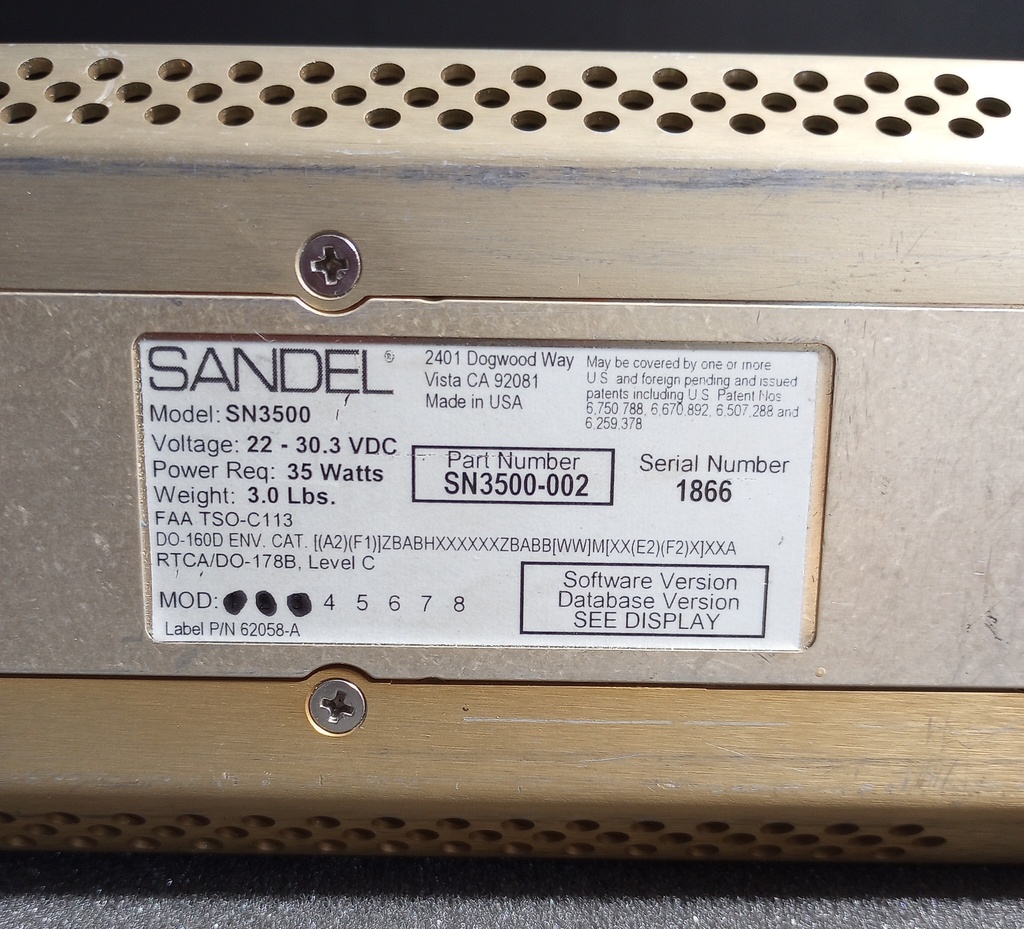 SANDEL®
Model: SN3500
Voltage: 22 - 30.3 VDC
Power Req: 35 Watts
Weight: 3.0 Lbs.
FAA TSO-C113
DO-160D ENV. CAT. [(A2)(F1)]ZBABHXXXXXXZBABB[WW]M[XX(E2)(F2)X]XXA
RTCA/DO-178B, Level C
MOD: 4 5 6 7 8
Label P/N 62058-A
2401 Dogwood Way
Vista CA 92081
Made in USA
May be covered by one or more
U.S. and foreign pending and issued
patents including U.S. Patent Nos
6,750 788, 6,670,892, 6,507,288 and
6,259,378
Part Number
SN3500-002
Serial Number
1866
Software Version
Database Version
SEE DISPLAY